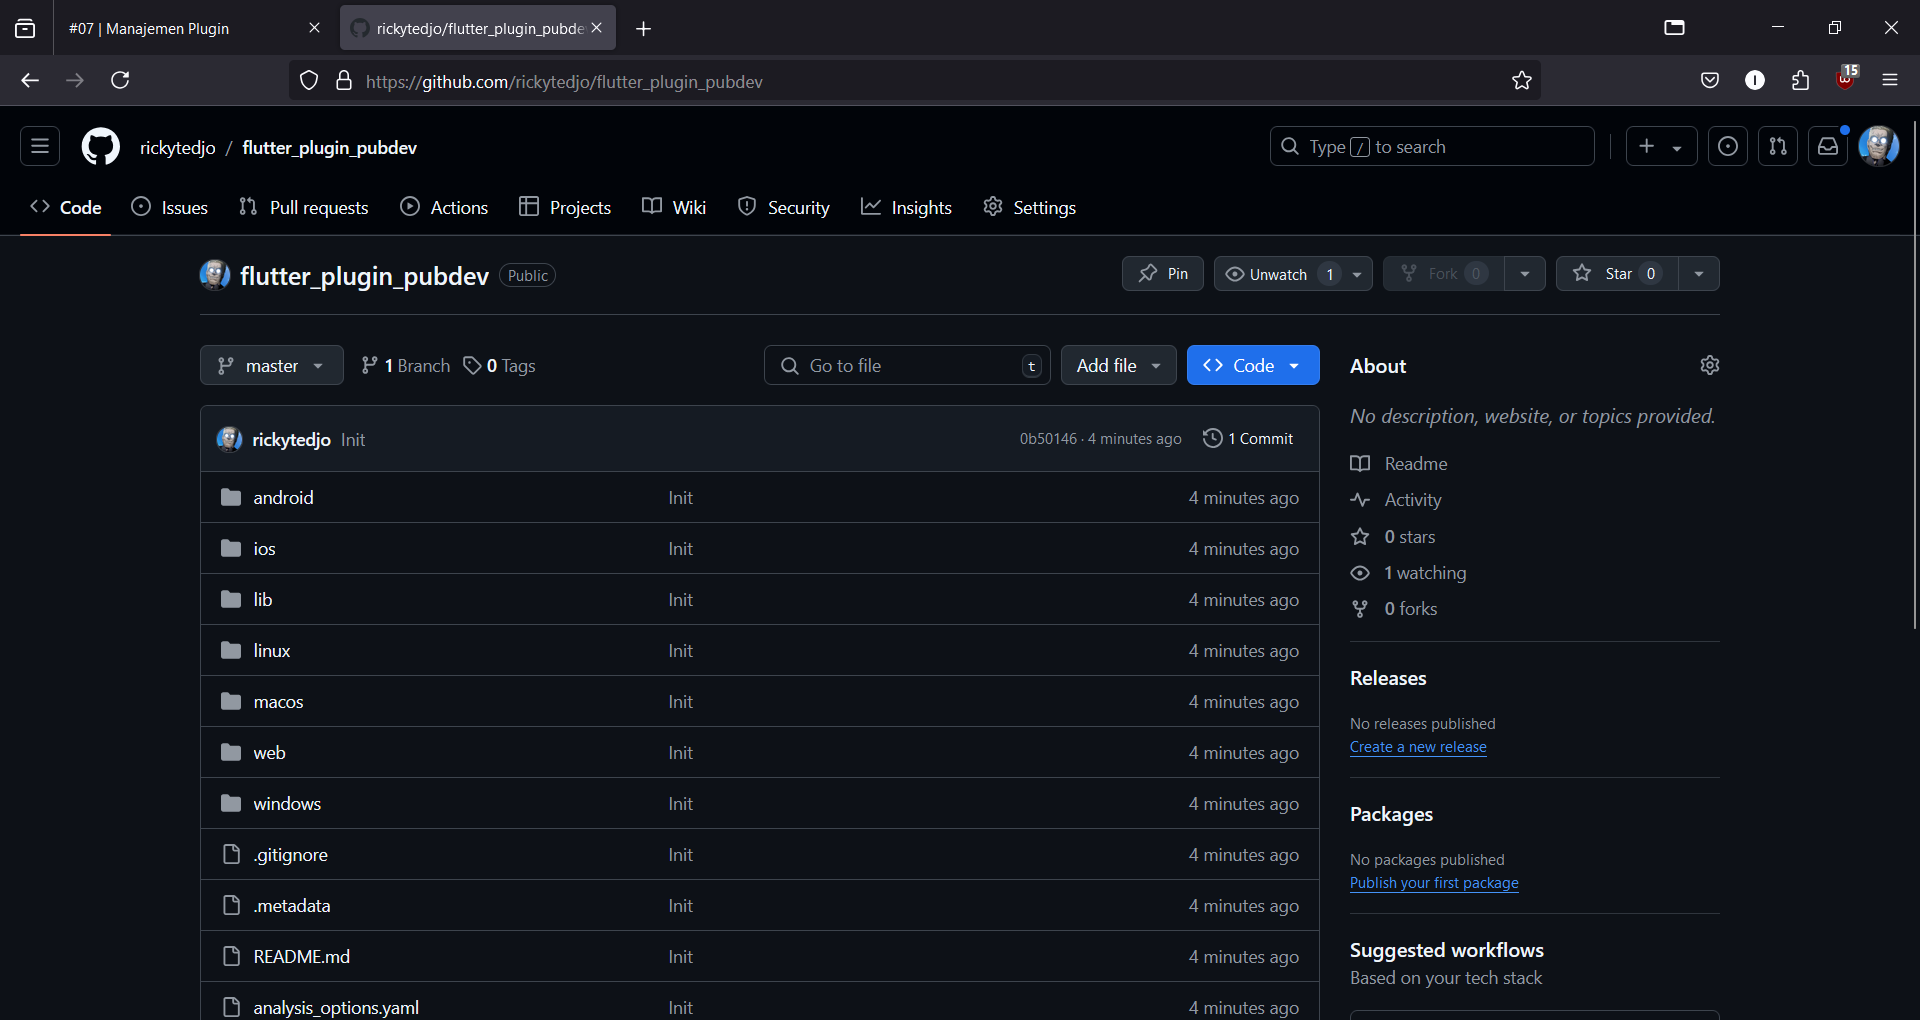 #07 | Manajemen Plugin
rickytedjo/flutter_plugin_pubde
https://github.com/rickytedjo/flutter_plugin_pubdev
15
rickytedjo / flutter_plugin_pubdev
Type / to search
Code Issues Pull requests Actions Projects Wiki Security Insights Settings
flutter_plugin_pubdev Public
Pin Unwatch 1 Fork 0 Star 0
master 1 Branch 0 Tags Go to file t Add file Code
rickytedjo Init 0b50146 · 4 minutes ago 1 Commit
android Init 4 minutes ago
ios Init 4 minutes ago
lib Init 4 minutes ago
linux Init 4 minutes ago
macos Init 4 minutes ago
web Init 4 minutes ago
windows Init 4 minutes ago
.gitignore Init 4 minutes ago
.metadata Init 4 minutes ago
README.md Init 4 minutes ago
analysis_options.yaml Init 4 minutes ago
About
No description, website, or topics provided.
Readme
Activity
0 stars
1 watching
0 forks
Releases
No releases published
Create a new release
Packages
No packages published
Publish your first package
Suggested workflows
Based on your tech stack